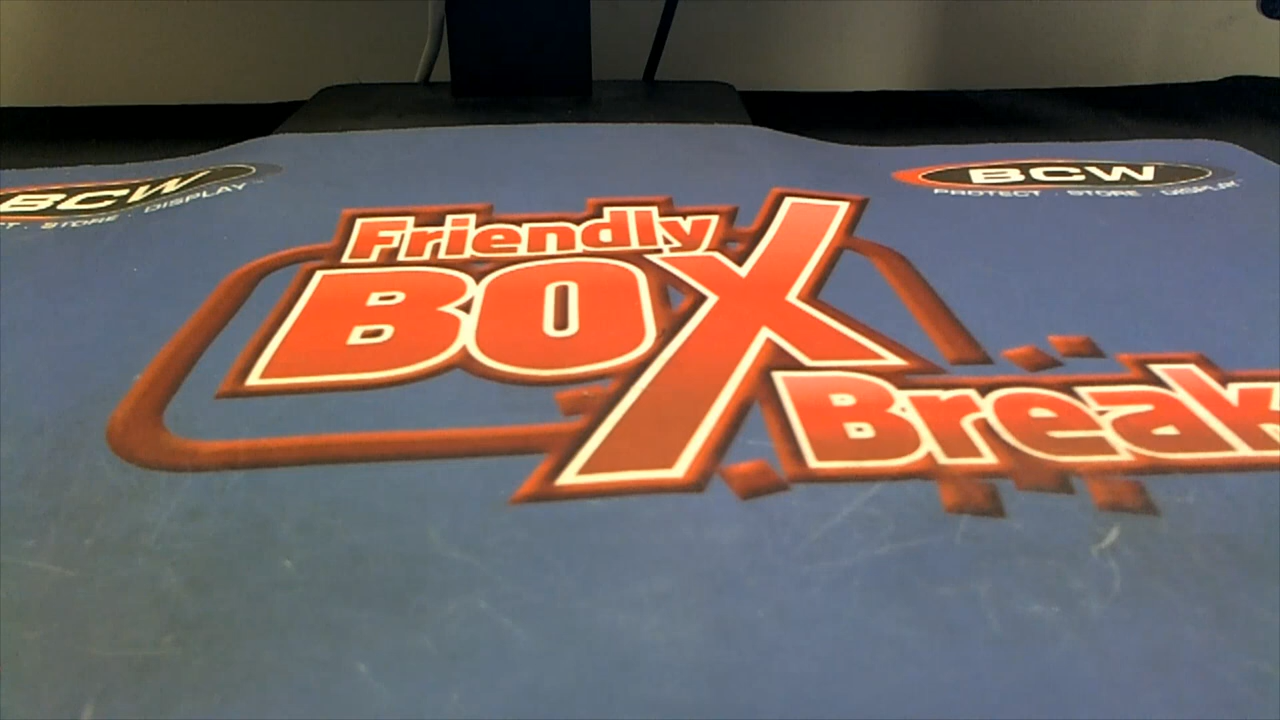 BCW
STORE · DISPLAY
BCW
PROTECT · STORE · DISPLAY
Friendly
BOX
Break